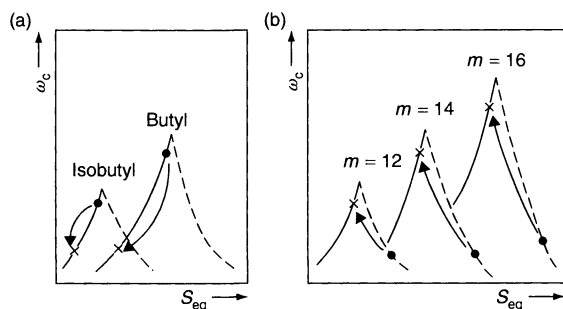 (a)
ω_c
Butyl
Isobutyl
S_eq
(b)
ω_c
m = 16
m = 14
m = 12
S_eq